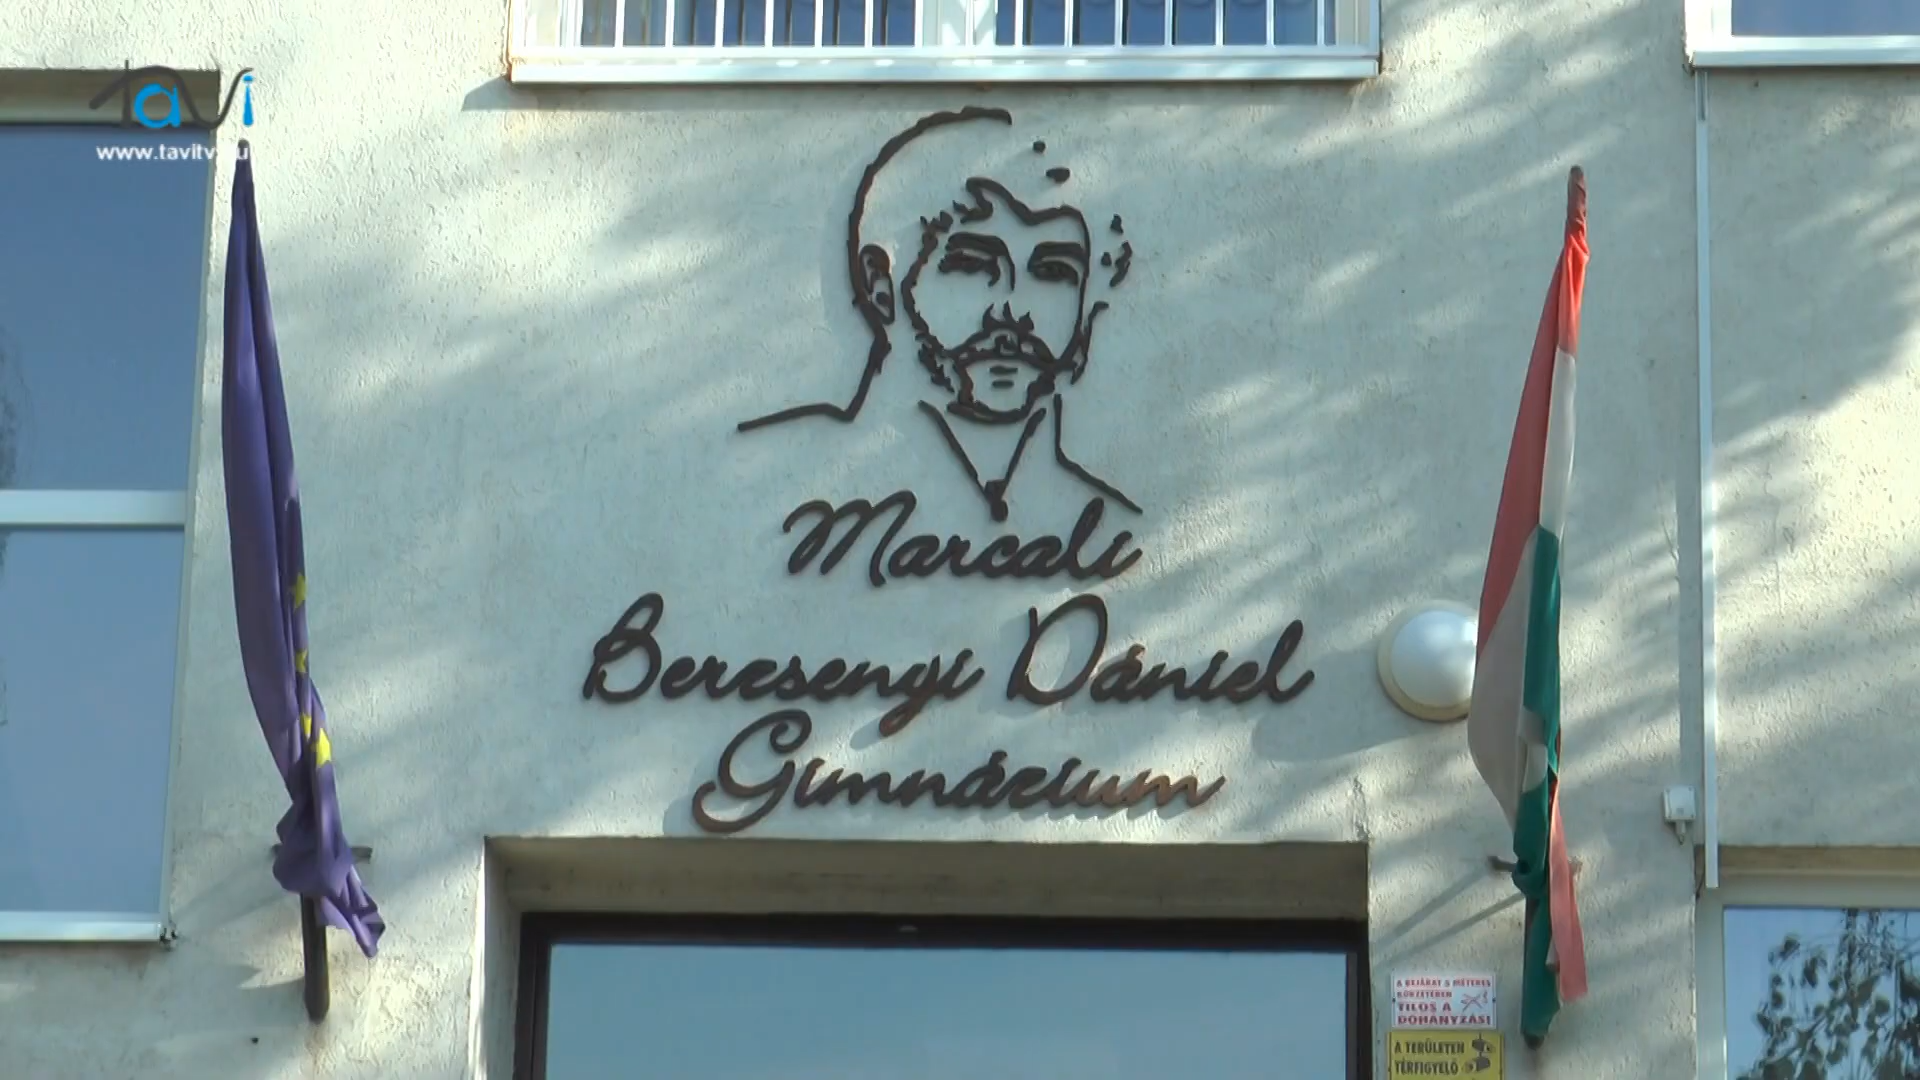 TaVi
www.tavitv.hu
Marcali
Berzsenyi Dániel
Gimnázium
A BEJÁRAT 5 MÉTERES
KÖRZETÉBEN
TILOS A
DOHÁNYZÁS!
A TERÜLETEN
TÉRFIGYELŐ